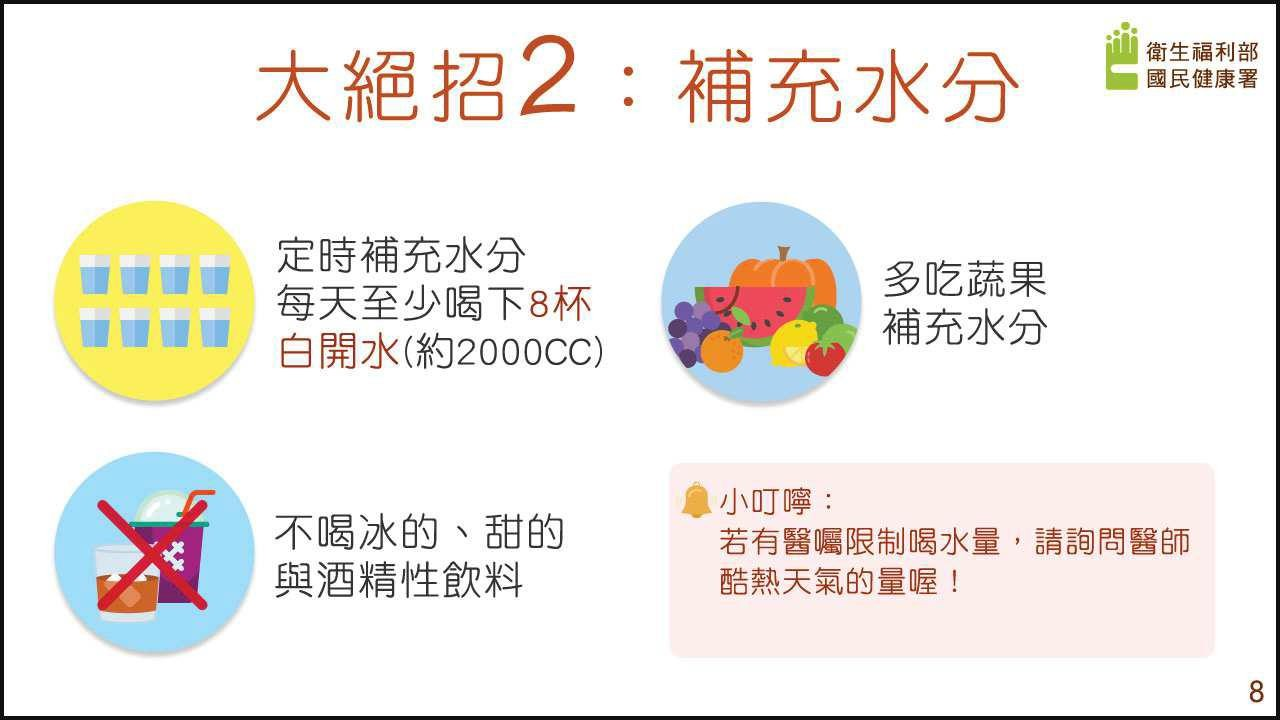 大絕招2：補充水分
衛生福利部
國民健康署
定時補充水分
每天至少喝下8杯
白開水(約2000CC)
多吃蔬果
補充水分
不喝冰的、甜的
與酒精性飲料
小叮嚀：
若有醫囑限制喝水量，請詢問醫師
酷熱天氣的量喔！
8